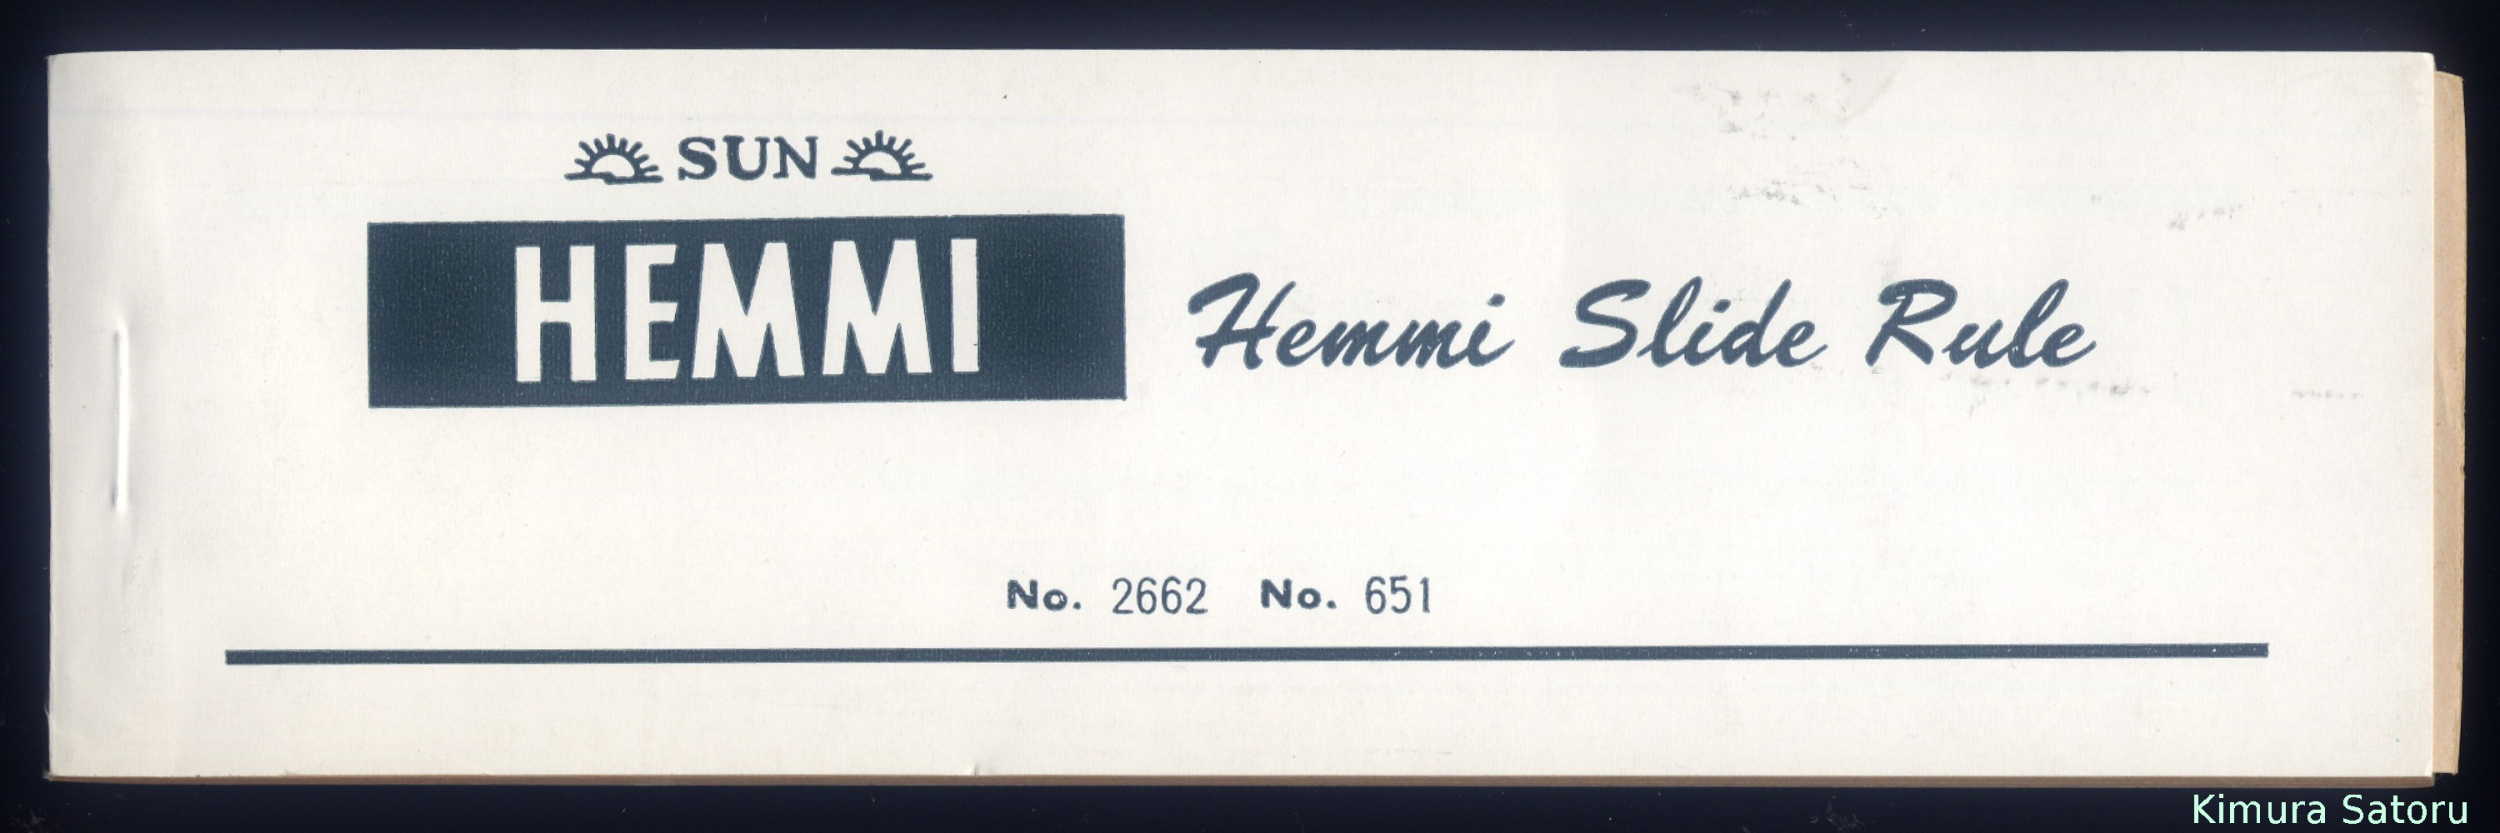 SUN
HEMMI
Hemmi Slide Rule
No. 2662 No. 651
Kimura Satoru